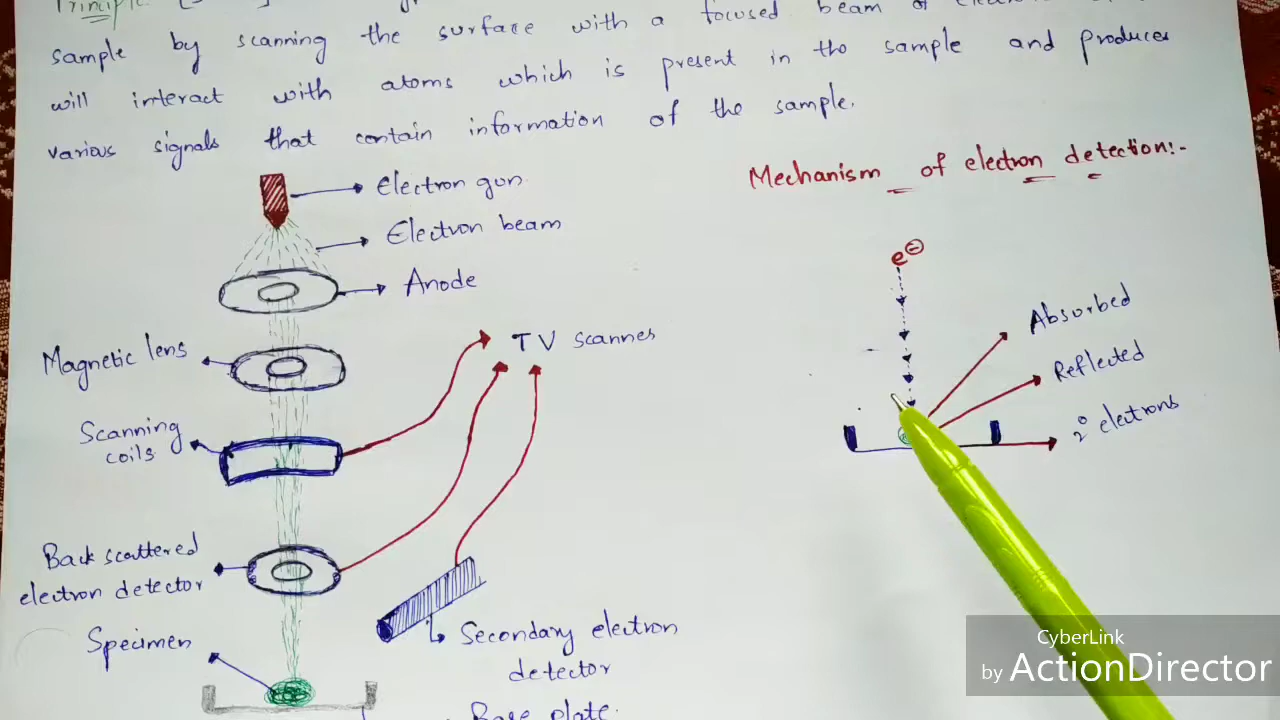 Principle
sample by scanning the surface with a focused beam of
will interact with atoms which is present in the sample and produces
various signals that contain information of the sample.
Mechanism of electron detection:-
Electron gun
Electron beam
Anode
Magnetic lens
TV scanner
Scanning
coils
Back scattered
electron detector
Specimen
Secondary electron
detector
Base plate.
e⊖
Absorbed
Reflected
2° electrons
CyberLink
by ActionDirector